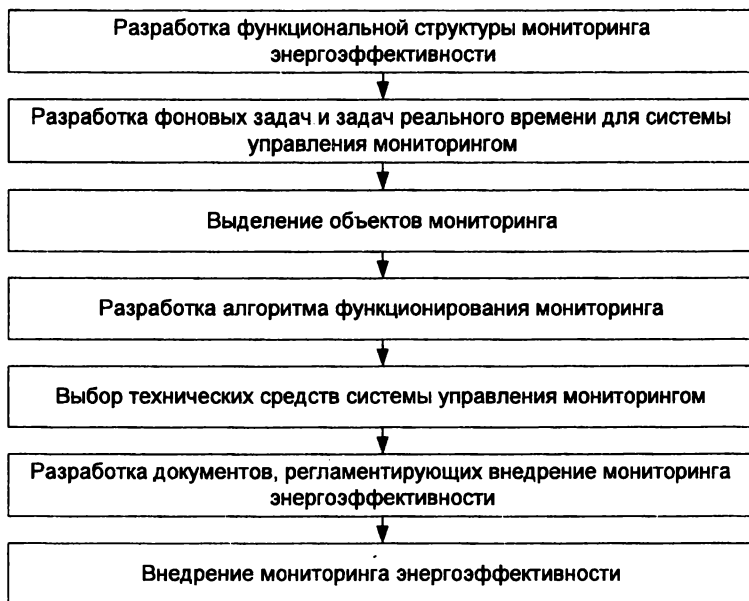 Разработка функциональной структуры мониторинга
энергоэффективности
Разработка фоновых задач и задач реального времени для системы
управления мониторингом
Выделение объектов мониторинга
Разработка алгоритма функционирования мониторинга
Выбор технических средств системы управления мониторингом
Разработка документов, регламентирующих внедрение мониторинга
энергоэффективности
Внедрение мониторинга энергоэффективности